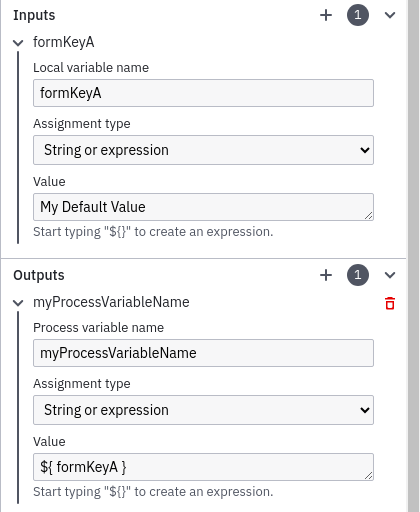 Inputs 1
formKeyA
Local variable name
formKeyA
Assignment type
String or expression
Value
My Default Value
Start typing "${}" to create an expression.
Outputs 1
myProcessVariableName
Process variable name
myProcessVariableName
Assignment type
String or expression
Value
${ formKeyA }
Start typing "${}" to create an expression.